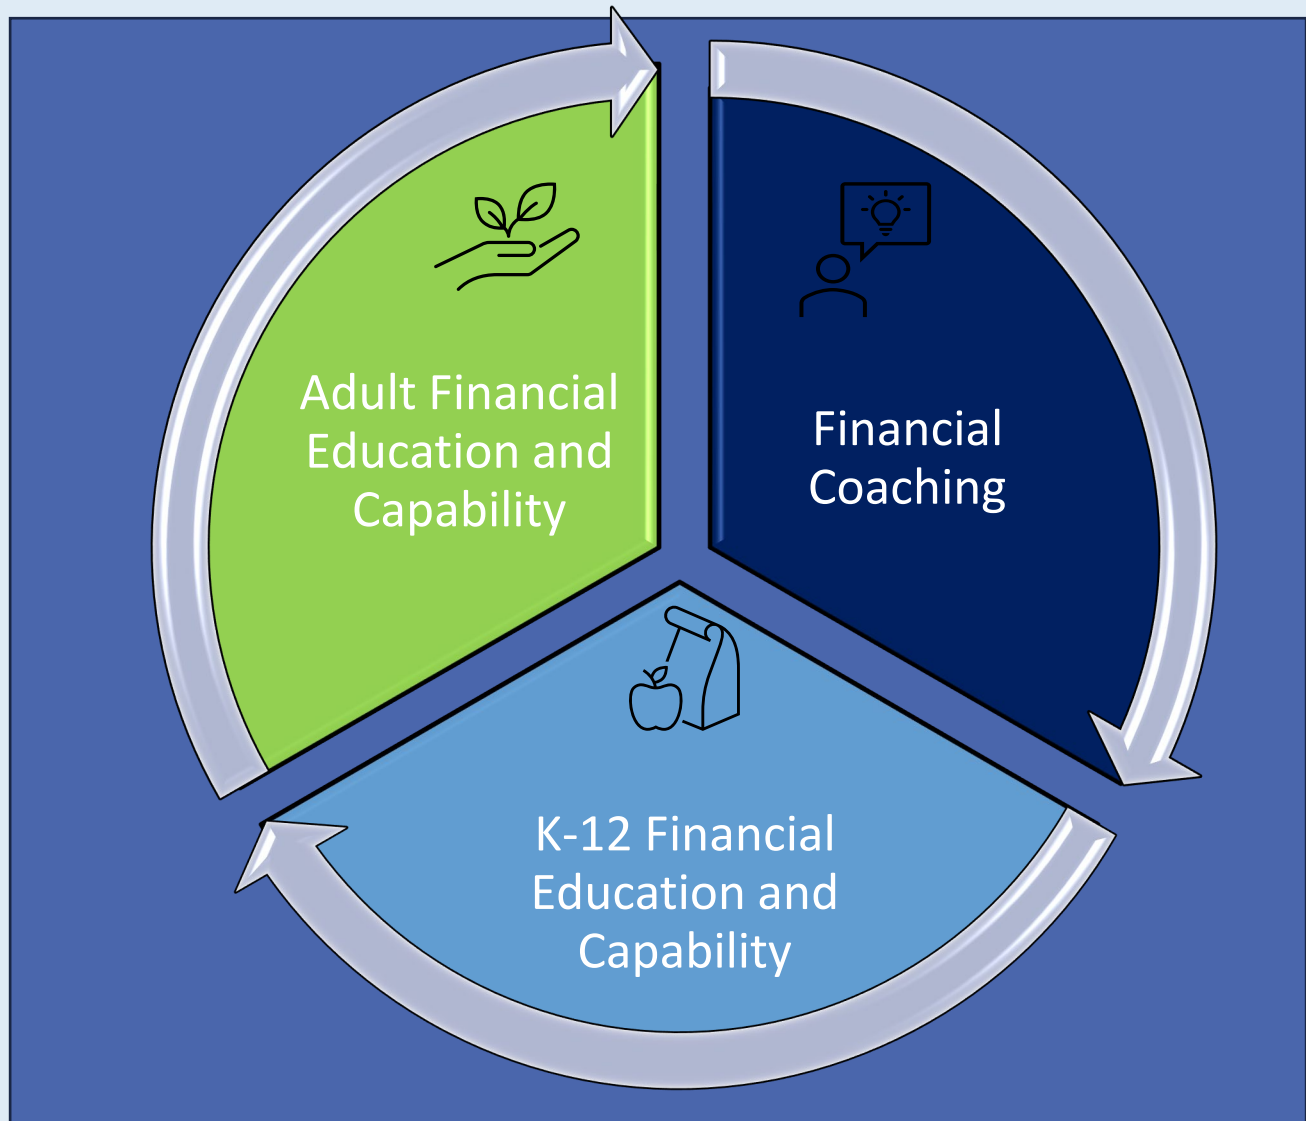 Adult Financial
Education and
Capability
Financial
Coaching
K-12 Financial
Education and
Capability